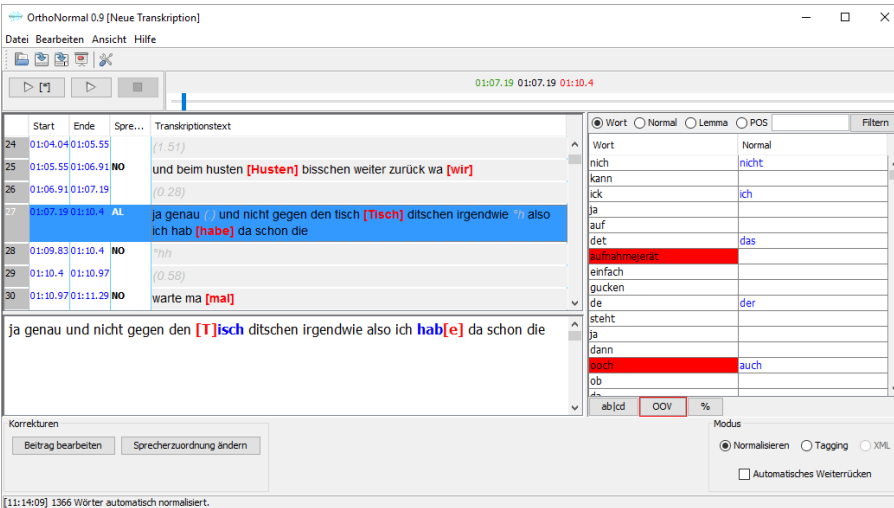 OrthoNormal 0.9 [Neue Transkription]
Datei Bearbeiten Ansicht Hilfe
[*]
01:07.19 01:07.19 01:10.4
Start Ende Spre... Transkriptionstext
24 01:04.04 01:05.55 (1.51)
25 01:05.55 01:06.91 NO und beim husten [Husten] bisschen weiter zurück wa [wir]
26 01:06.91 01:07.19 (0.28)
27 01:07.19 01:10.4 AL ja genau ( ) und nicht gegen den tisch [Tisch] ditschen irgendwie °h also
ich hab [habe] da schon die
28 01:09.83 01:10.4 NO °hh
29 01:10.4 01:10.97 (0.58)
30 01:10.97 01:11.29 NO warte ma [mal]
ja genau und nicht gegen den [T]isch ditschen irgendwie also ich hab[e] da schon die
Wort Normal Lemma POS Filtern
Wort Normal
nich nicht
kann
ick ich
ja
auf
det das
aufnahmejerät
einfach
gucken
de der
steht
ja
dann
ooch auch
ob
da
ab|cd OOV %
Korrekturen
Beitrag bearbeiten Sprecherzuordnung ändern
Modus
Normalisieren Tagging XML
Automatisches Weiterrücken
[11:14:09] 1366 Wörter automatisch normalisiert.